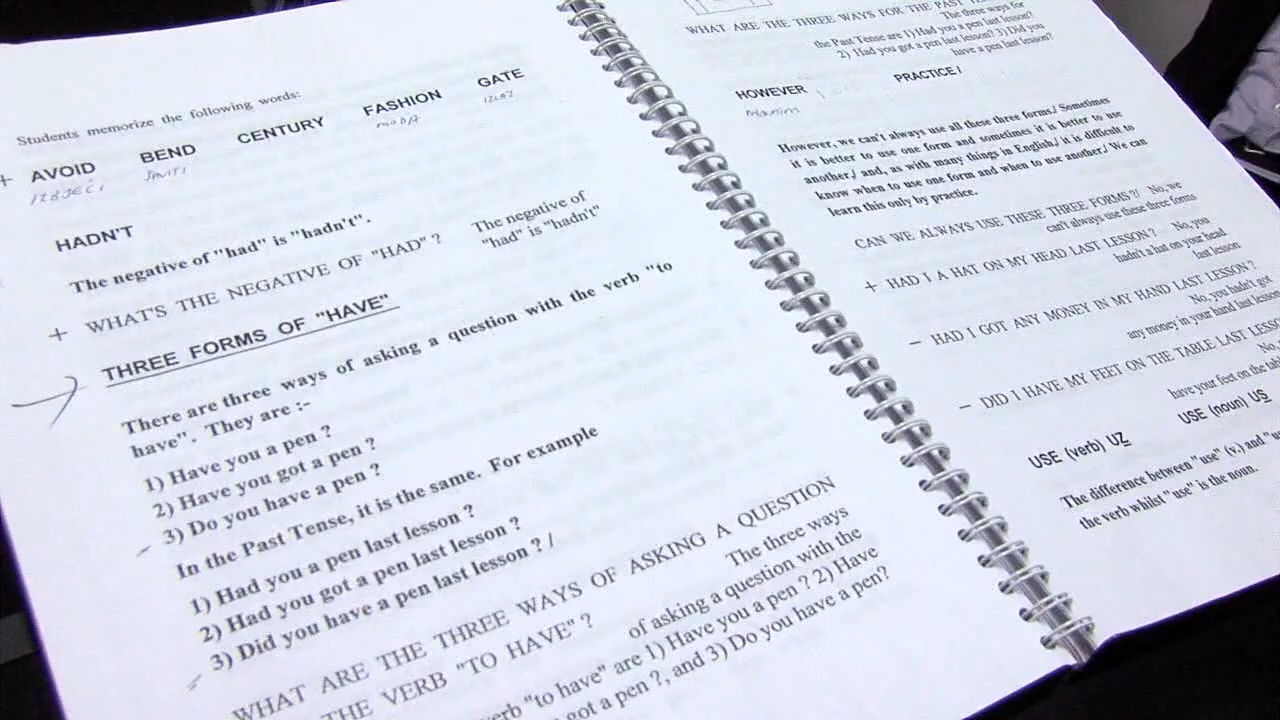 Students memorize the following words:
+ AVOID BEND CENTURY FASHION GATE
MODA
HADN'T
The negative of "had" is "hadn't".
+ WHAT'S THE NEGATIVE OF "HAD" ? The negative of
"had" is "hadn't"
THREE FORMS OF "HAVE"
There are three ways of asking a question with the verb "to
have". They are :-
1) Have you a pen ?
2) Have you got a pen ?
3) Do you have a pen ?
In the Past Tense, it is the same. For example
1) Had you a pen last lesson ?
2) Had you got a pen last lesson ?
3) Did you have a pen last lesson ? /
WHAT ARE THE THREE WAYS OF ASKING A QUESTION
THE VERB "TO HAVE" ? The three ways
of asking a question with the
verb "to have" are 1) Have you a pen ? 2) Have
got a pen ?, and 3) Do you have a pen?
WHAT ARE THE THREE WAYS FOR THE PAST
The three ways for
the Past Tense are 1) Had you a pen last lesson?
2) Had you got a pen last lesson? 3) Did you
have a pen last lesson?
HOWEVER PRACTICE /
However, we can't always use all these three forms./ Sometimes
it is better to use one form and sometimes it is better to use
another./ and, as with many things in English,/ it is difficult to
know when to use one form and when to use another./ We can
learn this only by practice.
CAN WE ALWAYS USE THESE THREE FORMS ?/ No, we
can't always use these three forms
+ HAD I A HAT ON MY HEAD LAST LESSON ? No, you
hadn't a hat on your head
last lesson
- HAD I GOT ANY MONEY IN MY HAND LAST LESSON ?
No, you hadn't got
any money in your hand last lesson
- DID I HAVE MY FEET ON THE TABLE LAST
No,
have your feet on the
USE (verb) UZ USE (noun) US
The difference between "use" (v.) and
the verb whilst "use" is the noun.